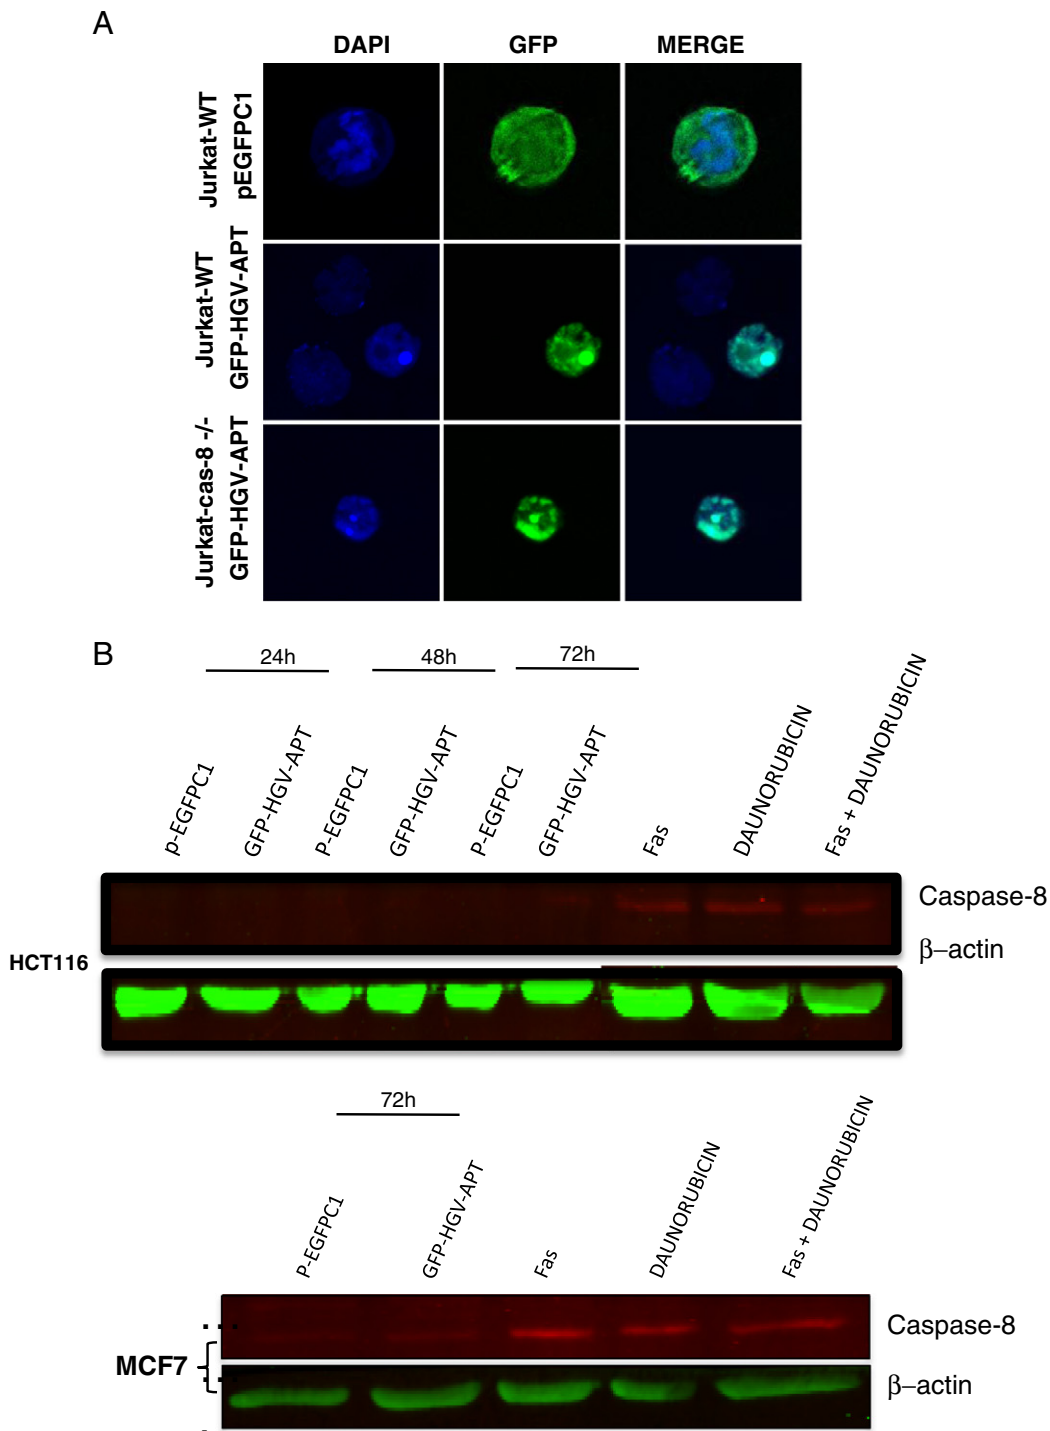 A
DAPI GFP MERGE
Jurkat-WT
pEGFPC1
Jurkat-WT
GFP-HGV-APT
Jurkat-cas-8 -/-
GFP-HGV-APT
B
24h 48h 72h
p-EGFPC1 GFP-HGV-APT P-EGFPC1 GFP-HGV-APT P-EGFPC1 GFP-HGV-APT Fas DAUNORUBICIN Fas + DAUNORUBICIN
Caspase-8
β–actin
HCT116
72h
P-EGFPC1 GFP-HGV-APT Fas DAUNORUBICIN Fas + DAUNORUBICIN
Caspase-8
MCF7
β–actin